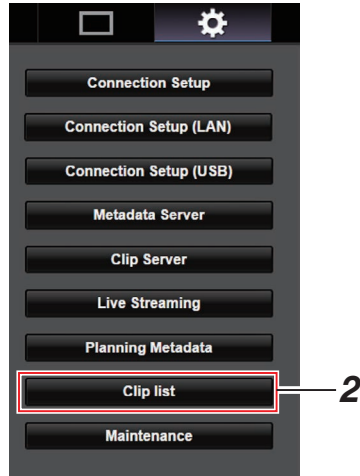 Connection Setup
Connection Setup (LAN)
Connection Setup (USB)
Metadata Server
Clip Server
Live Streaming
Planning Metadata
Clip list
2
Maintenance